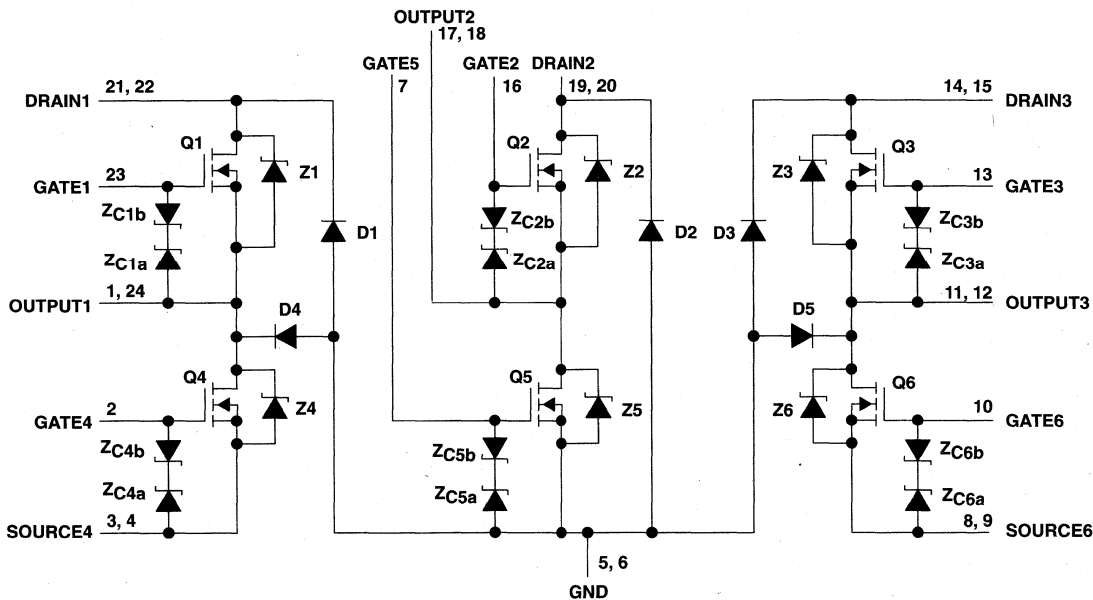 OUTPUT2
17, 18
GATE5
7
GATE2
16
DRAIN2
19, 20
DRAIN1
21, 22
14, 15
DRAIN3
Q1
Z1
Q2
Z2
Z3
Q3
GATE1
23
13
GATE3
ZC1b
ZC2b
ZC3b
D1
D2
D3
ZC1a
ZC2a
ZC3a
OUTPUT1
1, 24
11, 12
OUTPUT3
D4
D5
Q4
Z4
Q5
Z5
Z6
Q6
GATE4
2
10
GATE6
ZC4b
ZC5b
ZC6b
ZC4a
ZC5a
ZC6a
SOURCE4
3, 4
8, 9
SOURCE6
5, 6
GND